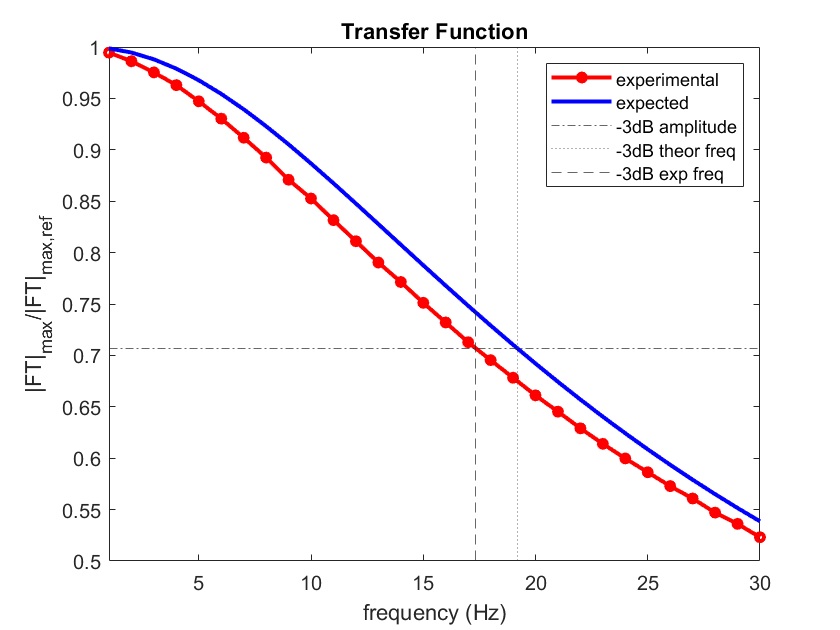 Transfer Function
experimental
expected
-3dB amplitude
-3dB theor freq
-3dB exp freq
1
0.95
0.9
0.85
0.8
0.75
0.7
0.65
0.6
0.55
0.5
|FT|max/|FT|max,ref
5 10 15 20 25 30
frequency (Hz)